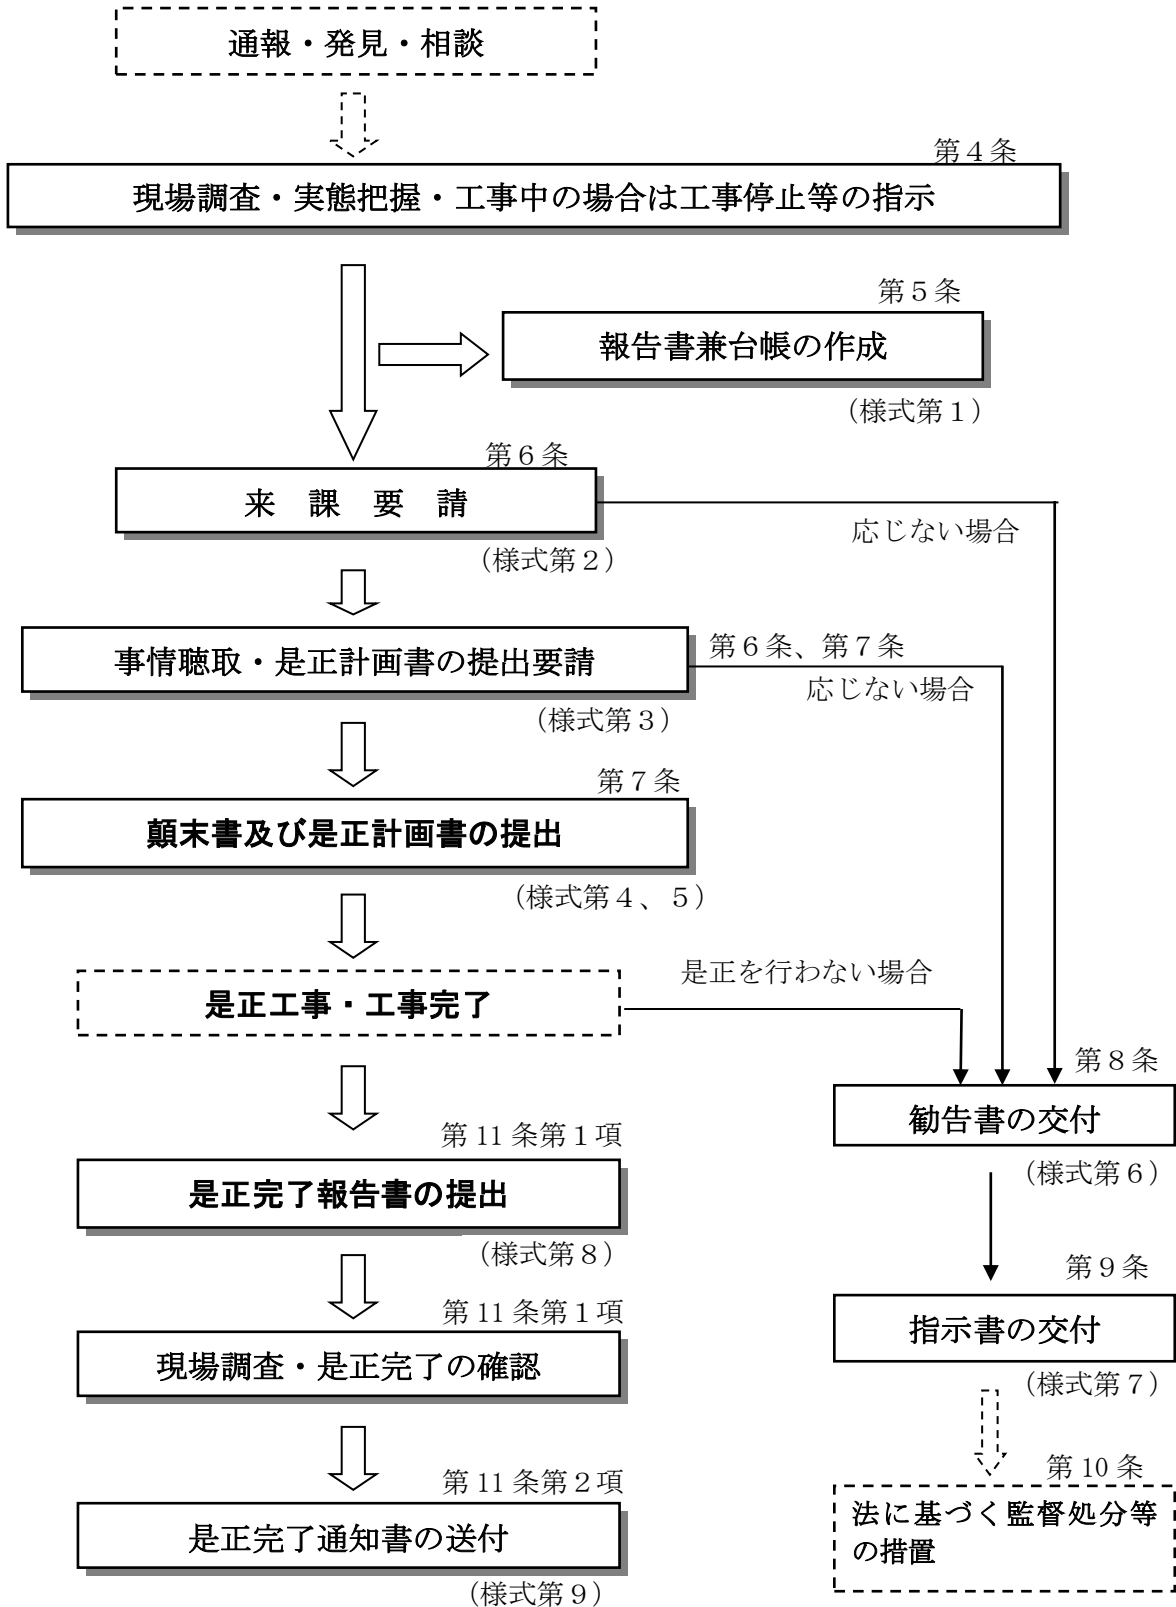 通報・発見・相談
第４条
現場調査・実態把握・工事中の場合は工事停止等の指示
第５条
報告書兼台帳の作成
（様式第１）
第６条
来　課　要　請
応じない場合
（様式第２）
事情聴取・是正計画書の提出要請
第６条、第７条
応じない場合
（様式第３）
第７条
顛末書及び是正計画書の提出
（様式第４、５）
是正を行わない場合
是正工事・工事完了
第８条
勧告書の交付
（様式第６）
第 11 条第１項
是正完了報告書の提出
（様式第８）
第９条
指示書の交付
（様式第７）
第 11 条第１項
現場調査・是正完了の確認
第 11 条第２項
是正完了通知書の送付
（様式第９）
第 10 条
法に基づく監督処分等
の措置